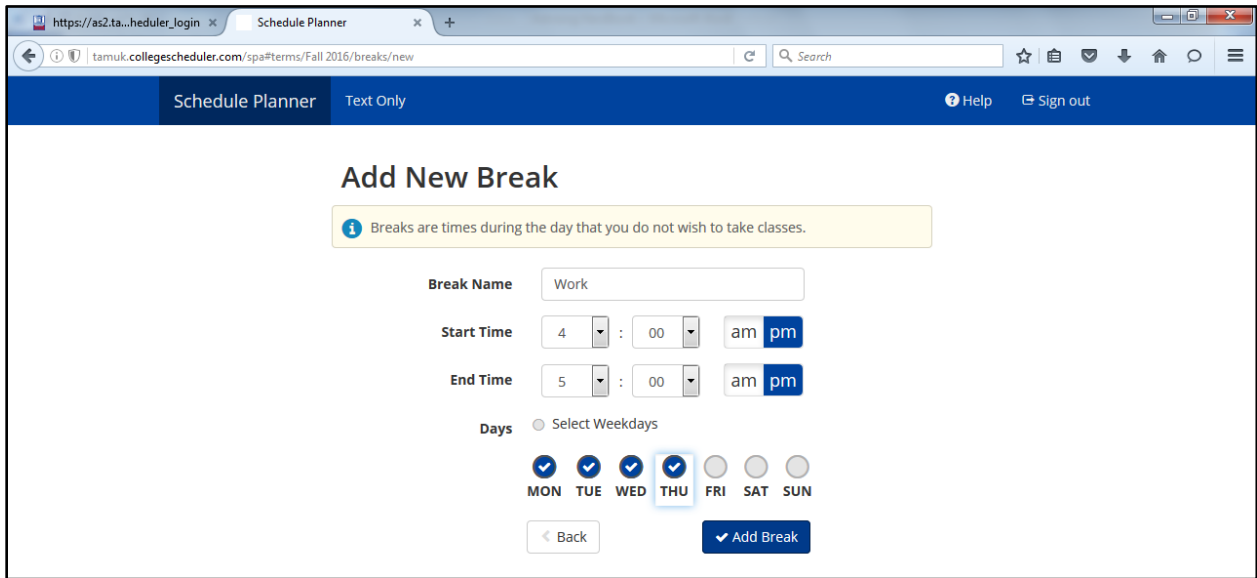 https://as2.ta...heduler_login × Schedule Planner × +
tamuk.collegescheduler.com/spa#terms/Fall 2016/breaks/new Search
Schedule Planner Text Only Help Sign out
Add New Break
Breaks are times during the day that you do not wish to take classes.
Break Name Work
Start Time 4 : 00 am pm
End Time 5 : 00 am pm
Days Select Weekdays
MON TUE WED THU FRI SAT SUN
Back Add Break